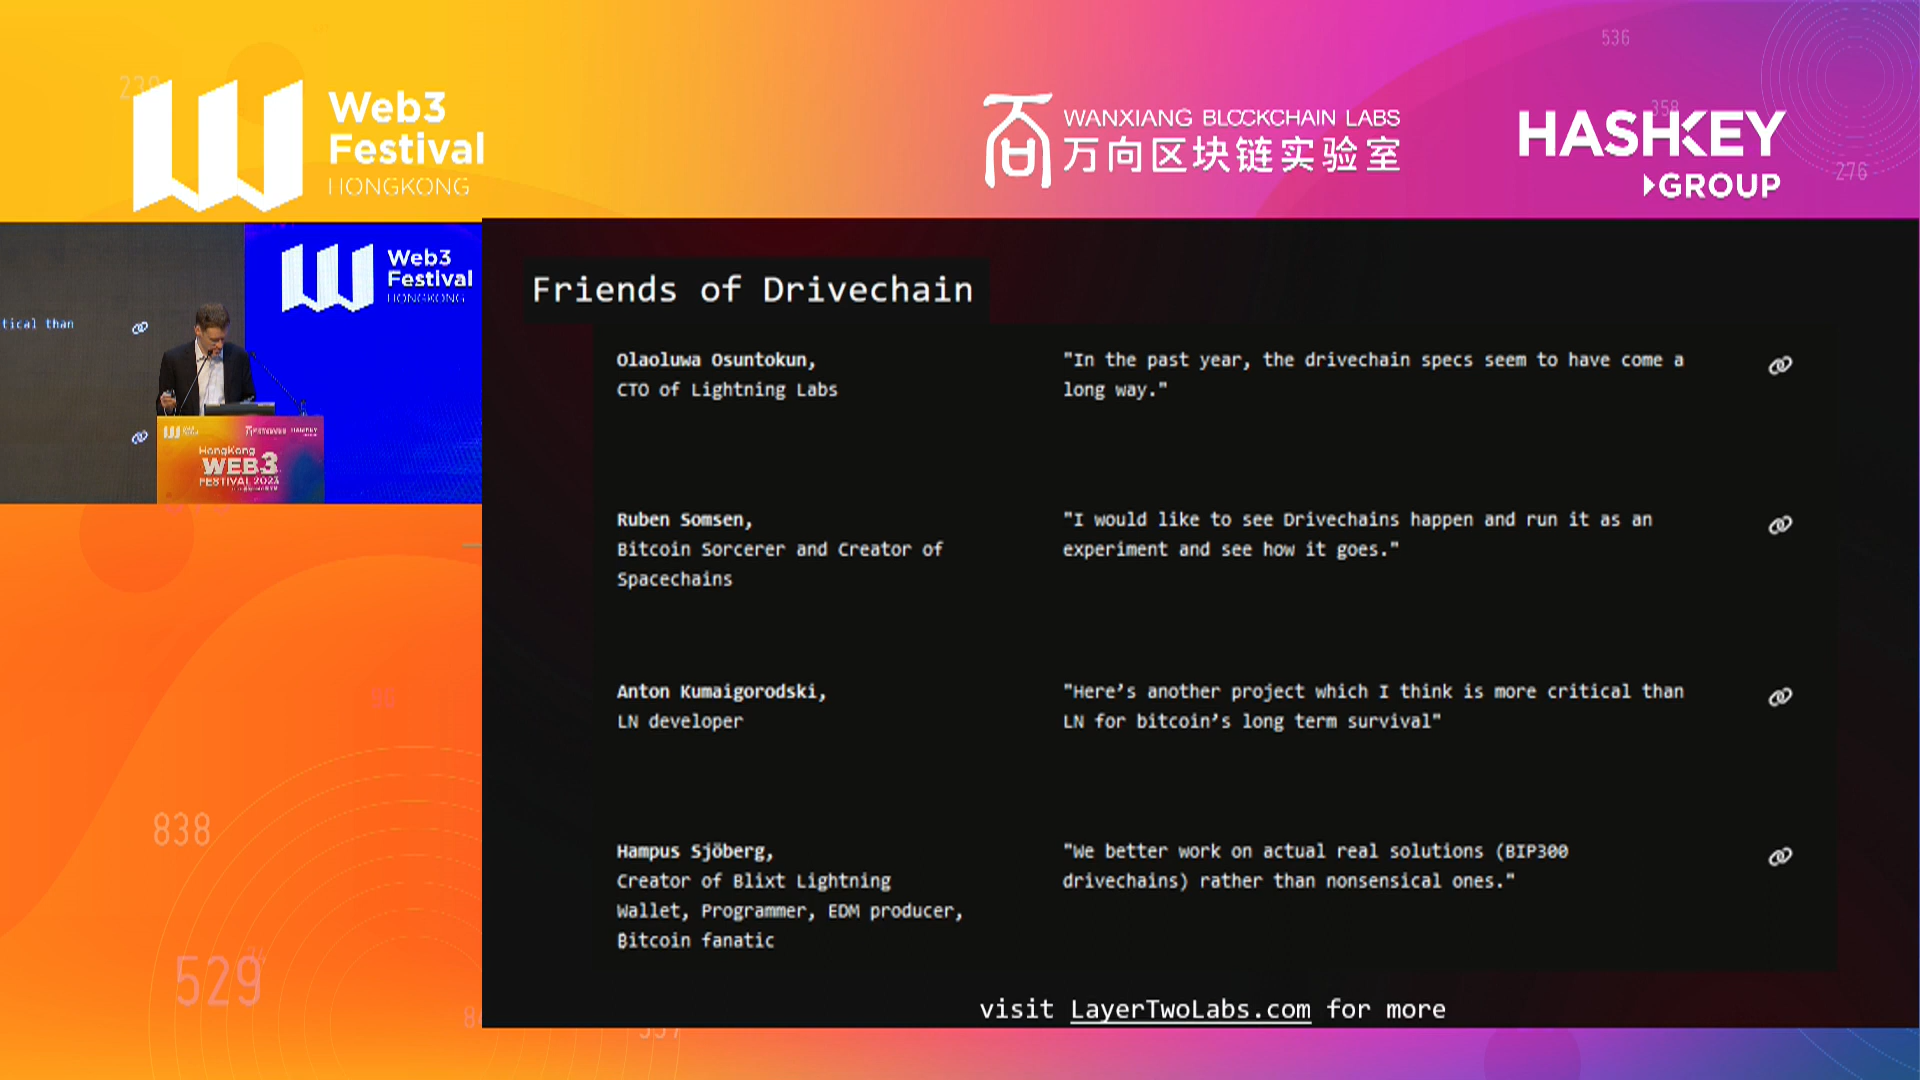 239
536
358
276
Web3
Festival
HONGKONG
WANXIANG BLOCKCHAIN LABS
万向区块链实验室
HASHKEY
GROUP
tical than
Web3
Festival
HONGKONG
HongKong
WEB3
FESTIVAL 2023
Friends of Drivechain
Olaoluwa Osuntokun,
CTO of Lightning Labs
"In the past year, the drivechain specs seem to have come a
long way."
Ruben Somsen,
Bitcoin Sorcerer and Creator of
Spacechains
"I would like to see Drivechains happen and run it as an
experiment and see how it goes."
Anton Kumaigorodski,
LN developer
"Here’s another project which I think is more critical than
LN for bitcoin’s long term survival"
Hampus Sjöberg,
Creator of Blixt Lightning
Wallet, Programmer, EDM producer,
₿itcoin fanatic
"We better work on actual real solutions (BIP300
drivechains) rather than nonsensical ones."
visit LayerTwoLabs.com for more
838
529